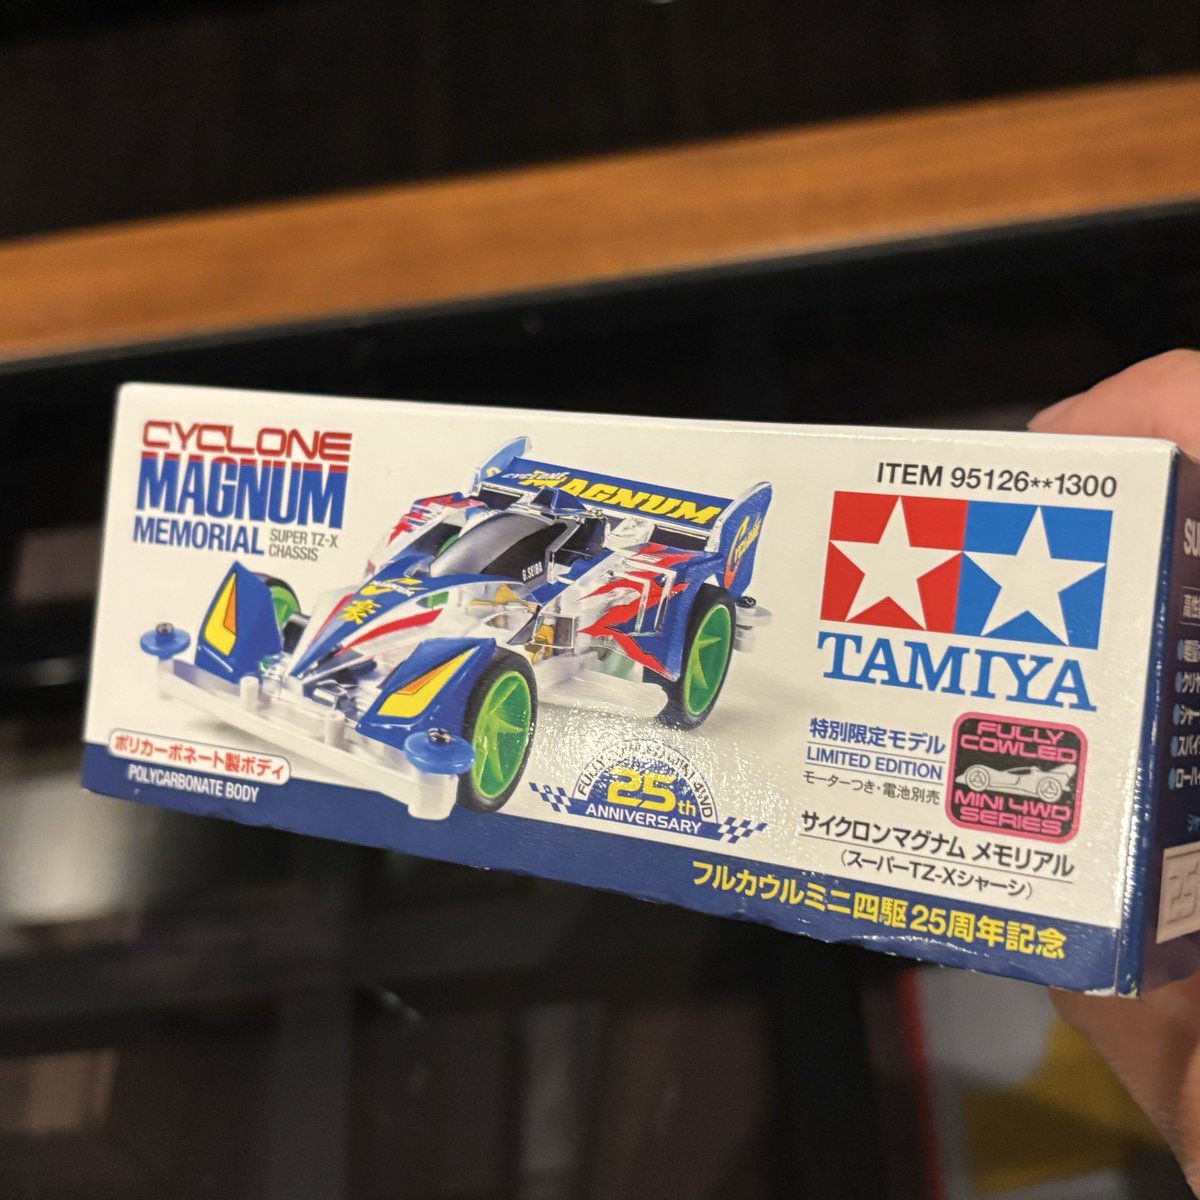 CYCLONE
MAGNUM
MEMORIAL
SUPER TZ-X
CHASSIS
CYCLONE MAGNUM
CYCLONE
G.SEIBA
豪
ITEM 95126**1300
TAMIYA
特別限定モデル
LIMITED EDITION
モーターつき・電池別売
FULLY
COWLED
MINI 4WD
SERIES
ポリカーボネート製ボディ
POLYCARBONATE BODY
25th
ANNIVERSARY
サイクロンマグナム メモリアル
(スーパーTZ-Xシャーシ)
フルカウルミニ四駆25周年記念